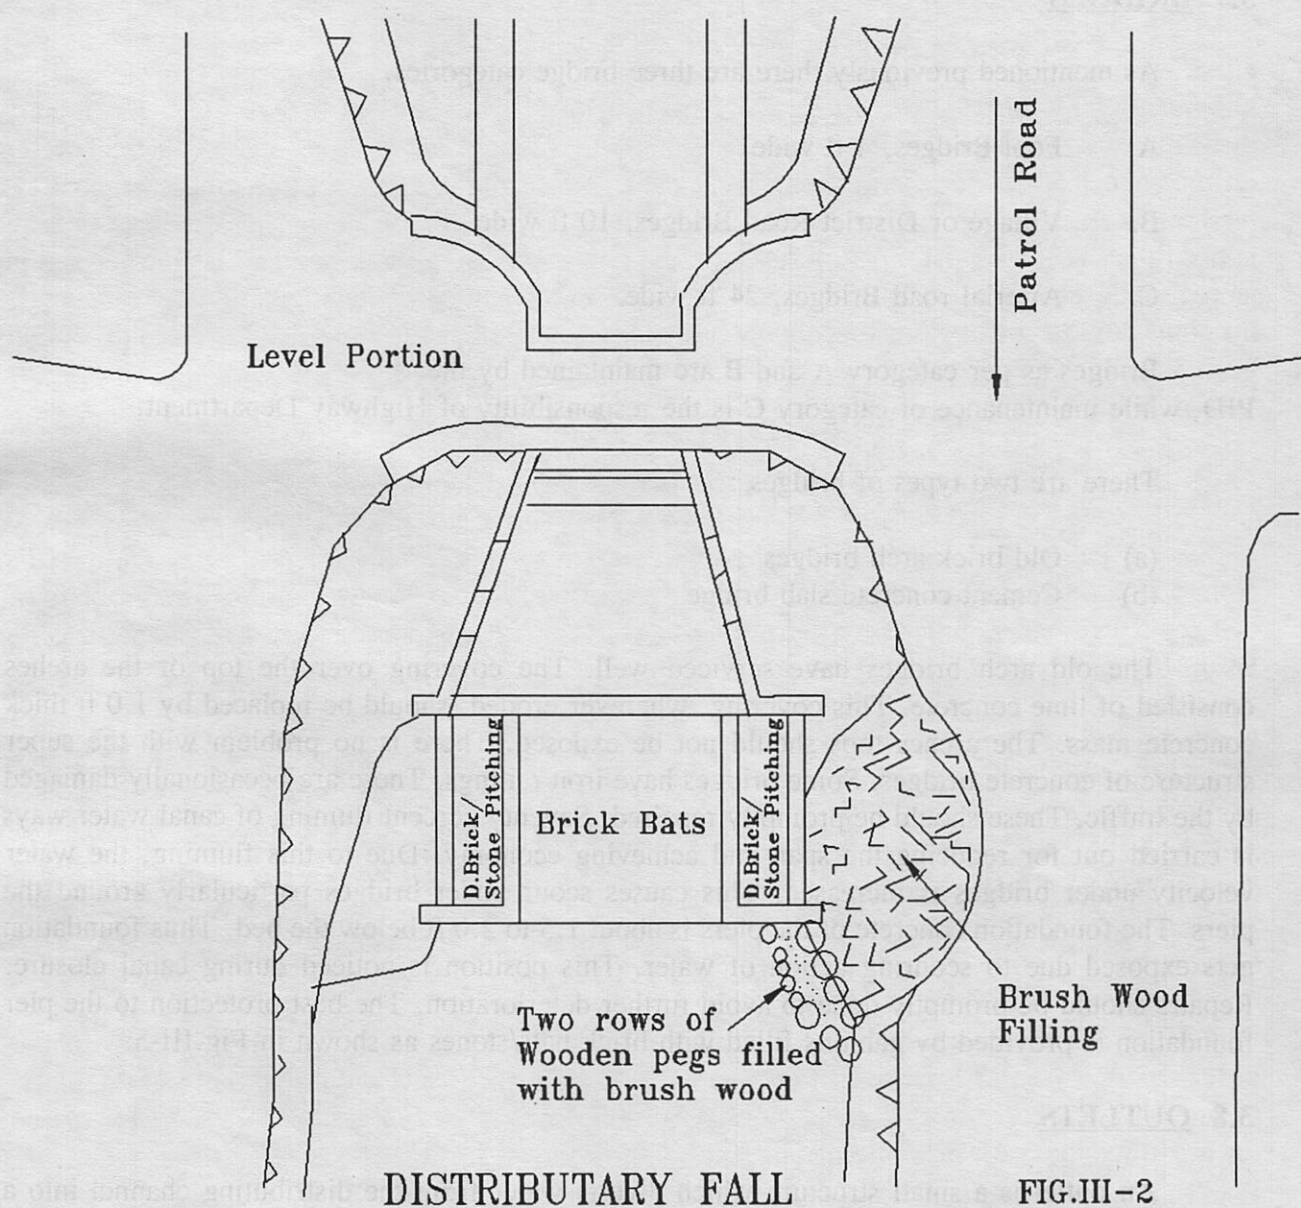 Patrol Road
Level Portion
D.Brick/
Stone Pitching
Brick Bats
D.Brick/
Stone Pitching
Two rows of
Wooden pegs filled
with brush wood
Brush Wood
Filling
DISTRIBUTARY FALL
FIG.III-2